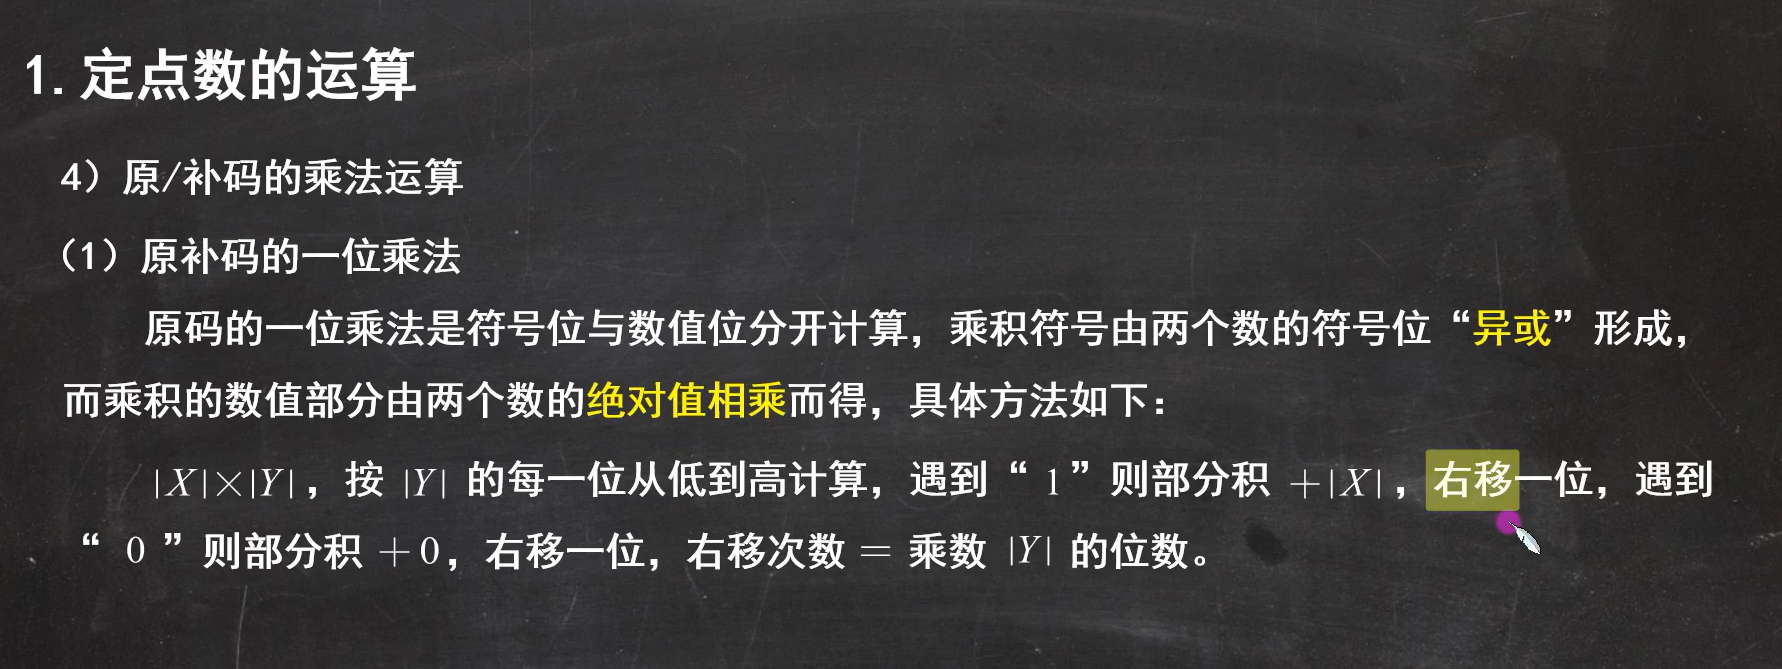 1. 定点数的运算
4）原/补码的乘法运算
（1）原补码的一位乘法
原码的一位乘法是符号位与数值位分开计算，乘积符号由两个数的符号位“异或”形成，
而乘积的数值部分由两个数的绝对值相乘而得，具体方法如下：
|X|×|Y|，按 |Y| 的每一位从低到高计算，遇到“ 1 ”则部分积 +|X|，右移一位，遇到
“ 0 ”则部分积 +0，右移一位，右移次数 = 乘数 |Y| 的位数。